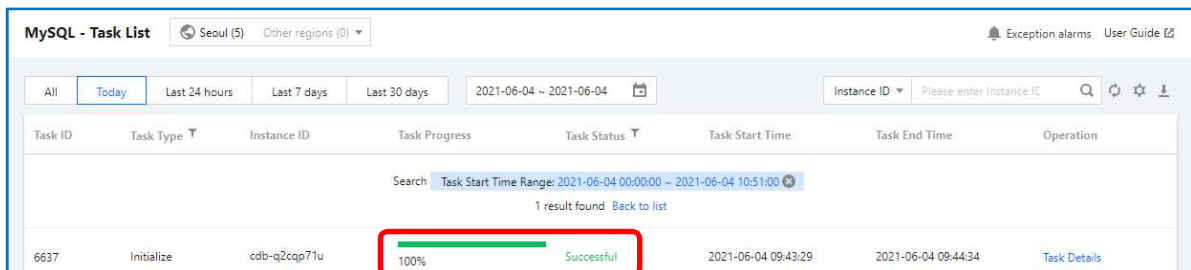 MySQL - Task List Seoul (5) Other regions (0) Exception alarms User Guide
All Today Last 24 hours Last 7 days Last 30 days 2021-06-04 ~ 2021-06-04 Instance ID Please enter Instance IC
Task ID Task Type Instance ID Task Progress Task Status Task Start Time Task End Time Operation
Search Task Start Time Range: 2021-06-04 00:00:00 ~ 2021-06-04 10:51:00
1 result found Back to list
6637 Initialize cdb-q2cqp71u 100% Successful 2021-06-04 09:43:29 2021-06-04 09:44:34 Task Details